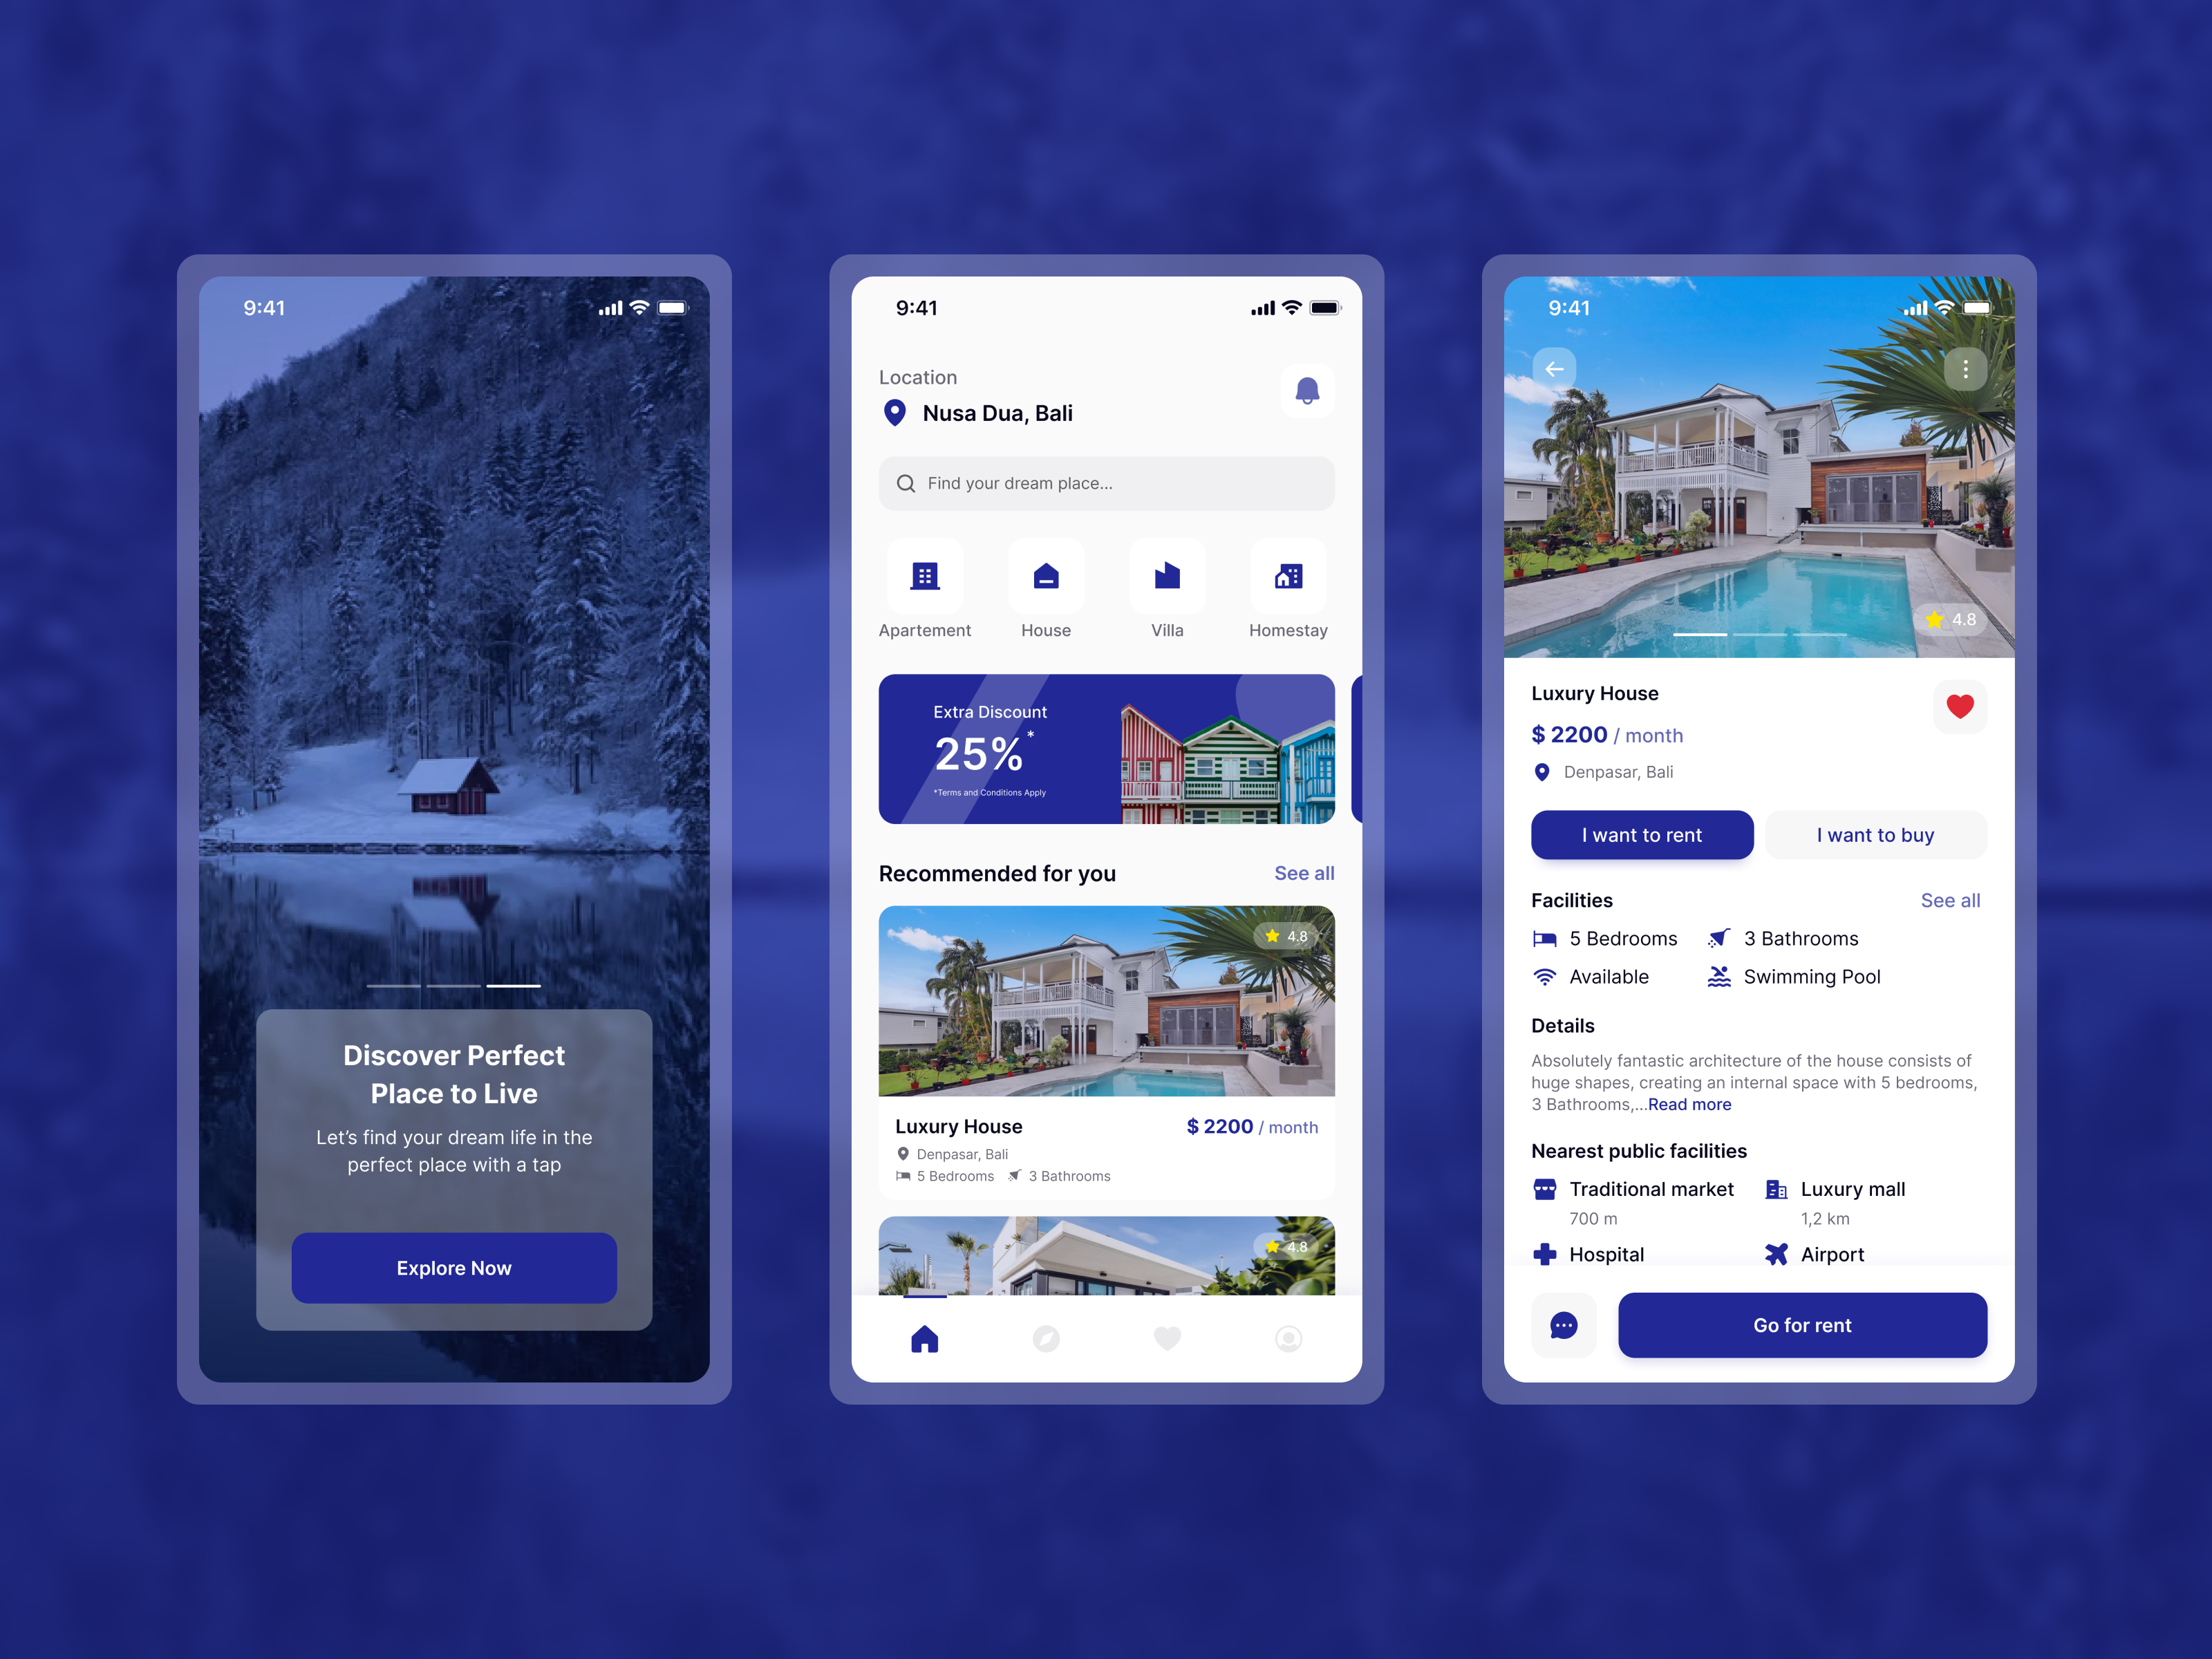 9:41
Discover Perfect
Place to Live
Let's find your dream life in the
perfect place with a tap
Explore Now
9:41
Location
Nusa Dua, Bali
Find your dream place...
Apartement House Villa Homestay
Extra Discount
25%*
*Terms and Conditions Apply
Recommended for you See all
4.8
Luxury House $ 2200 / month
Denpasar, Bali
5 Bedrooms 3 Bathrooms
4.8
9:41
4.8
Luxury House
$ 2200 / month
Denpasar, Bali
I want to rent I want to buy
Facilities See all
5 Bedrooms 3 Bathrooms
Available Swimming Pool
Details
Absolutely fantastic architecture of the house consists of
huge shapes, creating an internal space with 5 bedrooms,
3 Bathrooms,...Read more
Nearest public facilities
Traditional market Luxury mall
700 m 1,2 km
Hospital Airport
Go for rent